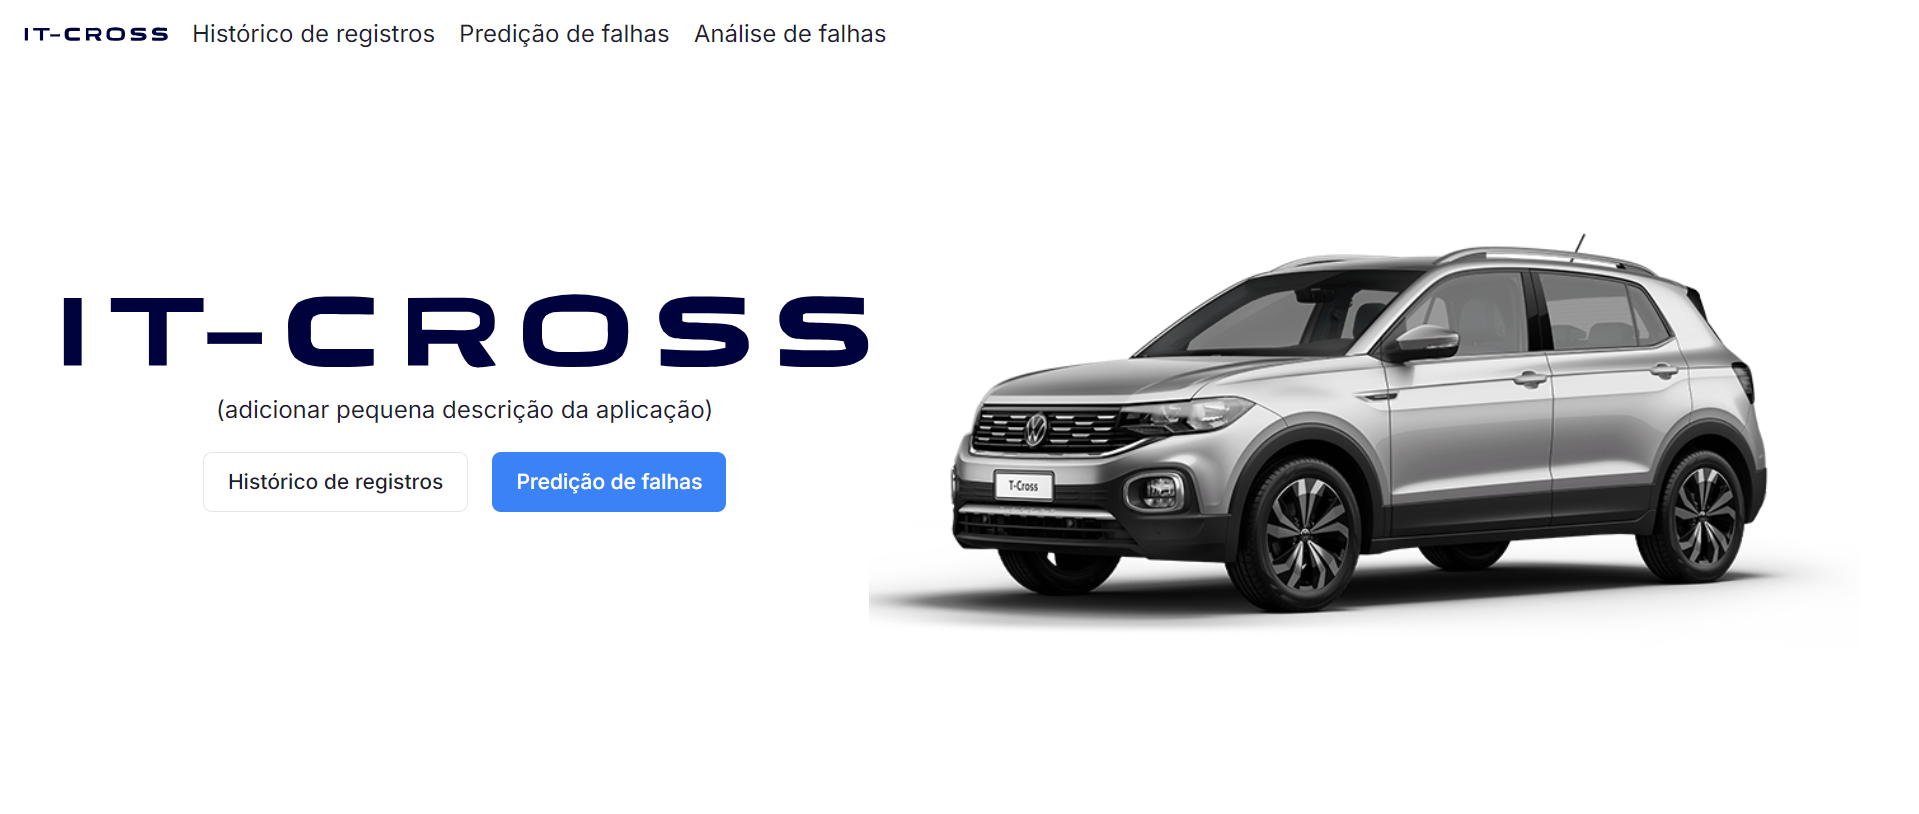 IT-CROSS Histórico de registros Predição de falhas Análise de falhas
IT-CROSS
(adicionar pequena descrição da aplicação)
Histórico de registros Predição de falhas
T-Cross